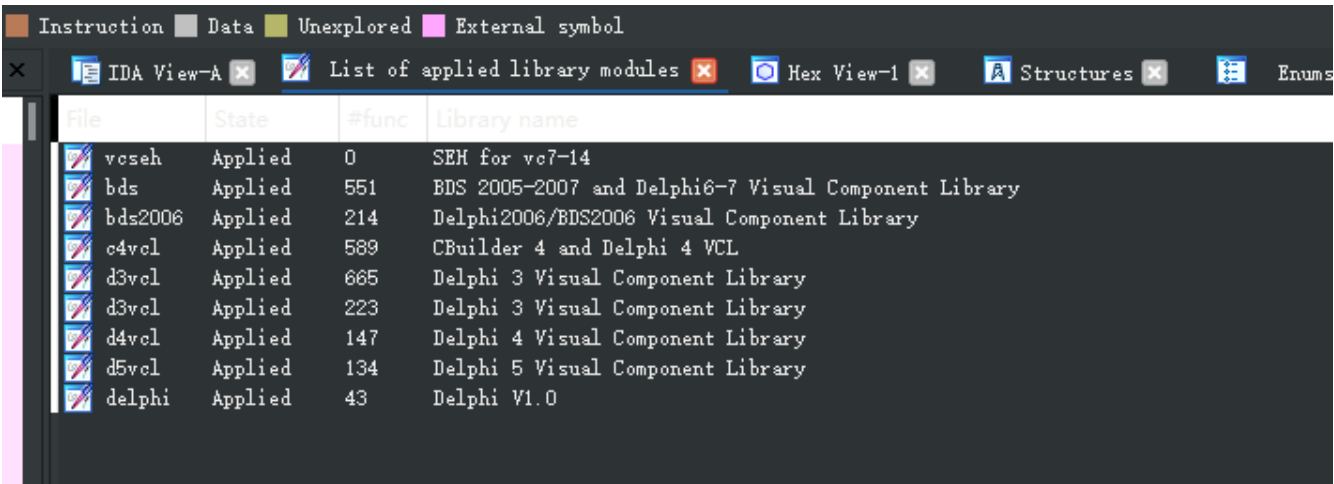 Instruction Data Unexplored External symbol
IDA View-A List of applied library modules Hex View-1 Structures Enums
File State #func Library name
vcseh Applied 0 SEH for vc7-14
bds Applied 551 BDS 2005-2007 and Delphi6-7 Visual Component Library
bds2006 Applied 214 Delphi2006/BDS2006 Visual Component Library
c4vcl Applied 589 CBuilder 4 and Delphi 4 VCL
d3vcl Applied 665 Delphi 3 Visual Component Library
d3vcl Applied 223 Delphi 3 Visual Component Library
d4vcl Applied 147 Delphi 4 Visual Component Library
d5vcl Applied 134 Delphi 5 Visual Component Library
delphi Applied 43 Delphi V1.0